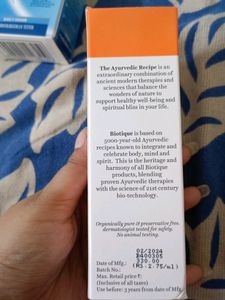 The Ayurvedic Recipe is an
extraordinary combination of
ancient modern therapies and
sciences that balance the
wonders of nature to
support healthy well-being and
spiritual bliss in your life.
Biotique is based on
5000-year-old Ayurvedic
recipes known to integrate and
celebrate body, mind and
spirit. This is the heritage and
harmony of all Biotique
products, blending
proven Ayurvedic therapies
with the science of 21st century
bio-technology.
Organically pure & preservative free.
dermatologist tested for safety.
No animal testing.
Date of Mfg.: 02/2024
Batch No.: B400305
Max. Retail price ₹: 330.00
(Inclusive of all taxes) (RS.2.75/ml)
Use before: 3 years from date of Mfg.